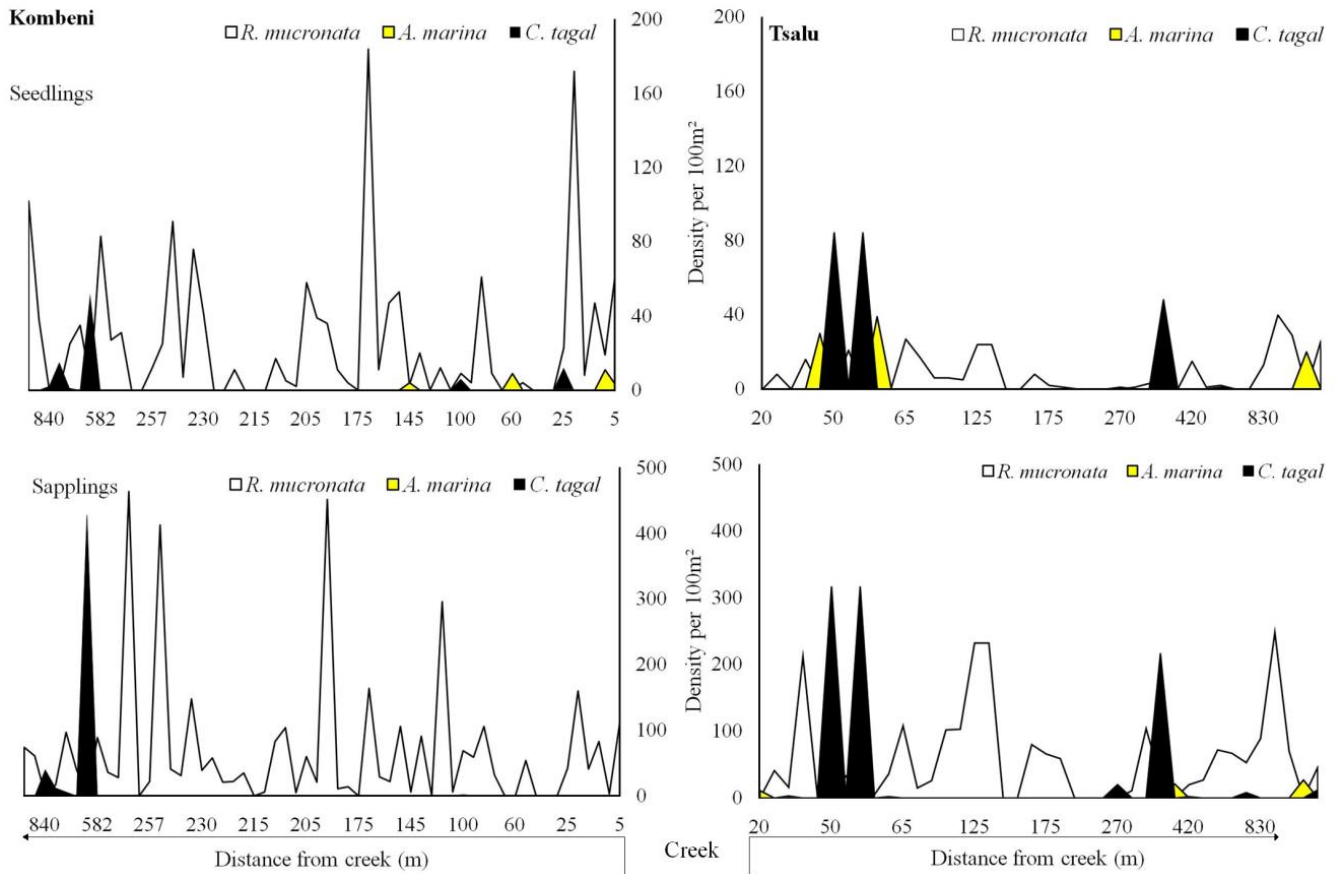 Kombeni
R. mucronata A. marina C. tagal
Seedlings
200
160
120
80
40
0
840 582 257 230 215 205 175 145 100 60 25 5
Tsalu
R. mucronata A. marina C. tagal
Density per 100m²
200
160
120
80
40
0
20 50 65 125 175 270 420 830
Sapplings
R. mucronata A. marina C. tagal
500
400
300
200
100
0
840 582 257 230 215 205 175 145 100 60 25 5
Distance from creek (m)
R. mucronata A. marina C. tagal
Density per 100m²
500
400
300
200
100
0
20 50 65 125 175 270 420 830
Creek
Distance from creek (m)